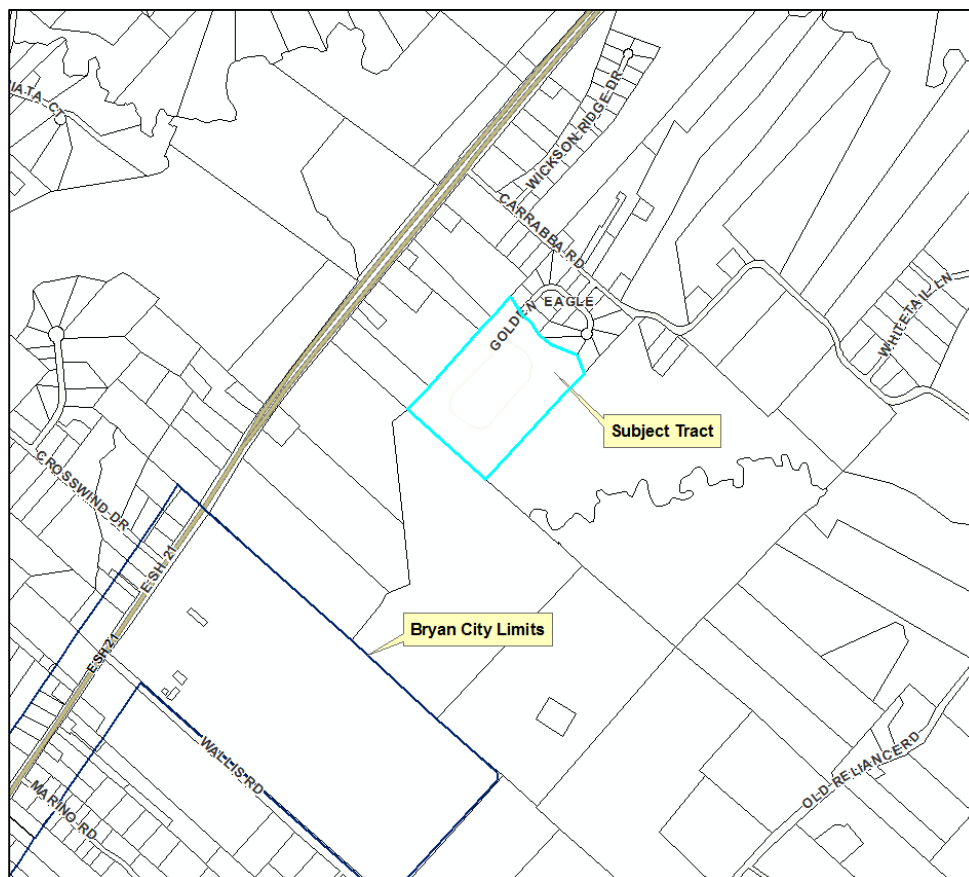 IATA CT
WICKSON RIDGE DR
CARRABBA RD
WHITETAIL LN
GOLDEN EAGLE
Subject Tract
CROSSWIND DR
E SH 21
Bryan City Limits
E SH 21
WALLIS RD
OLD RELIANCE RD
MARINO RD